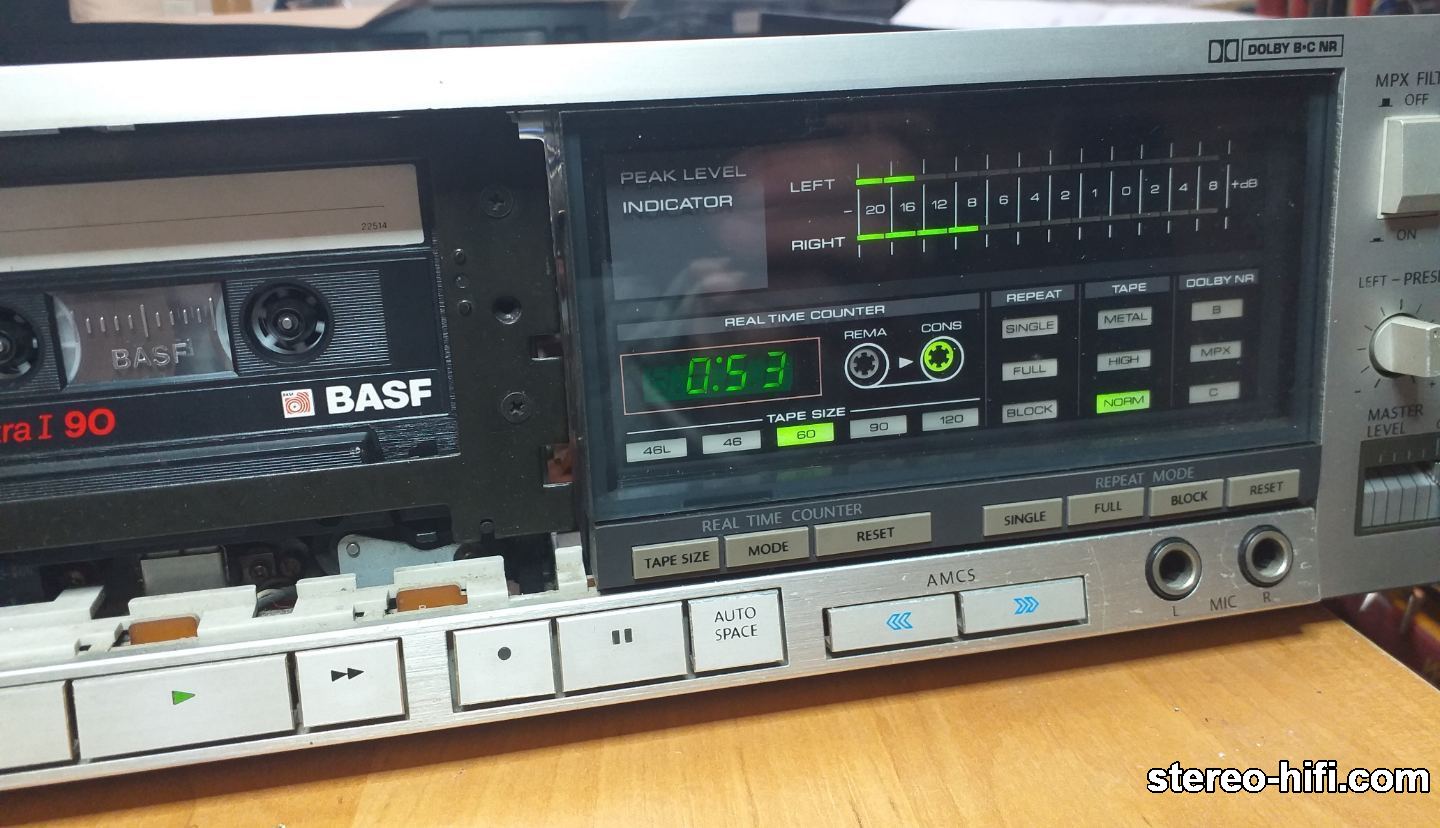 DOLBY B·C NR
MPX FILT
OFF
ON
LEFT – PRES
MASTER
LEVEL
22514
BASF
BASF
BASF
ra I 90
PEAK LEVEL
INDICATOR
LEFT
– 20 16 12 8 6 4 2 1 0 2 4 8 +dB
RIGHT
REAL TIME COUNTER
0:53
REMA
CONS
TAPE SIZE
46L 46 60 90 120
REPEAT
SINGLE
FULL
BLOCK
TAPE
METAL
HIGH
NORM
DOLBY NR
B
MPX
C
REAL TIME COUNTER
TAPE SIZE MODE RESET
REPEAT MODE
SINGLE FULL BLOCK RESET
AUTO
SPACE
AMCS
L MIC R
stereo-hifi.com